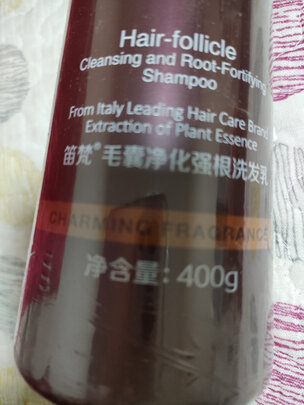 Hair-follicle
Cleansing and Root-Fortifying
Shampoo
From Italy Leading Hair Care Brand
Extraction of Plant Essence
笛梵®毛囊净化强根洗发乳
CHARMING FRAGRANCE
净含量:400g